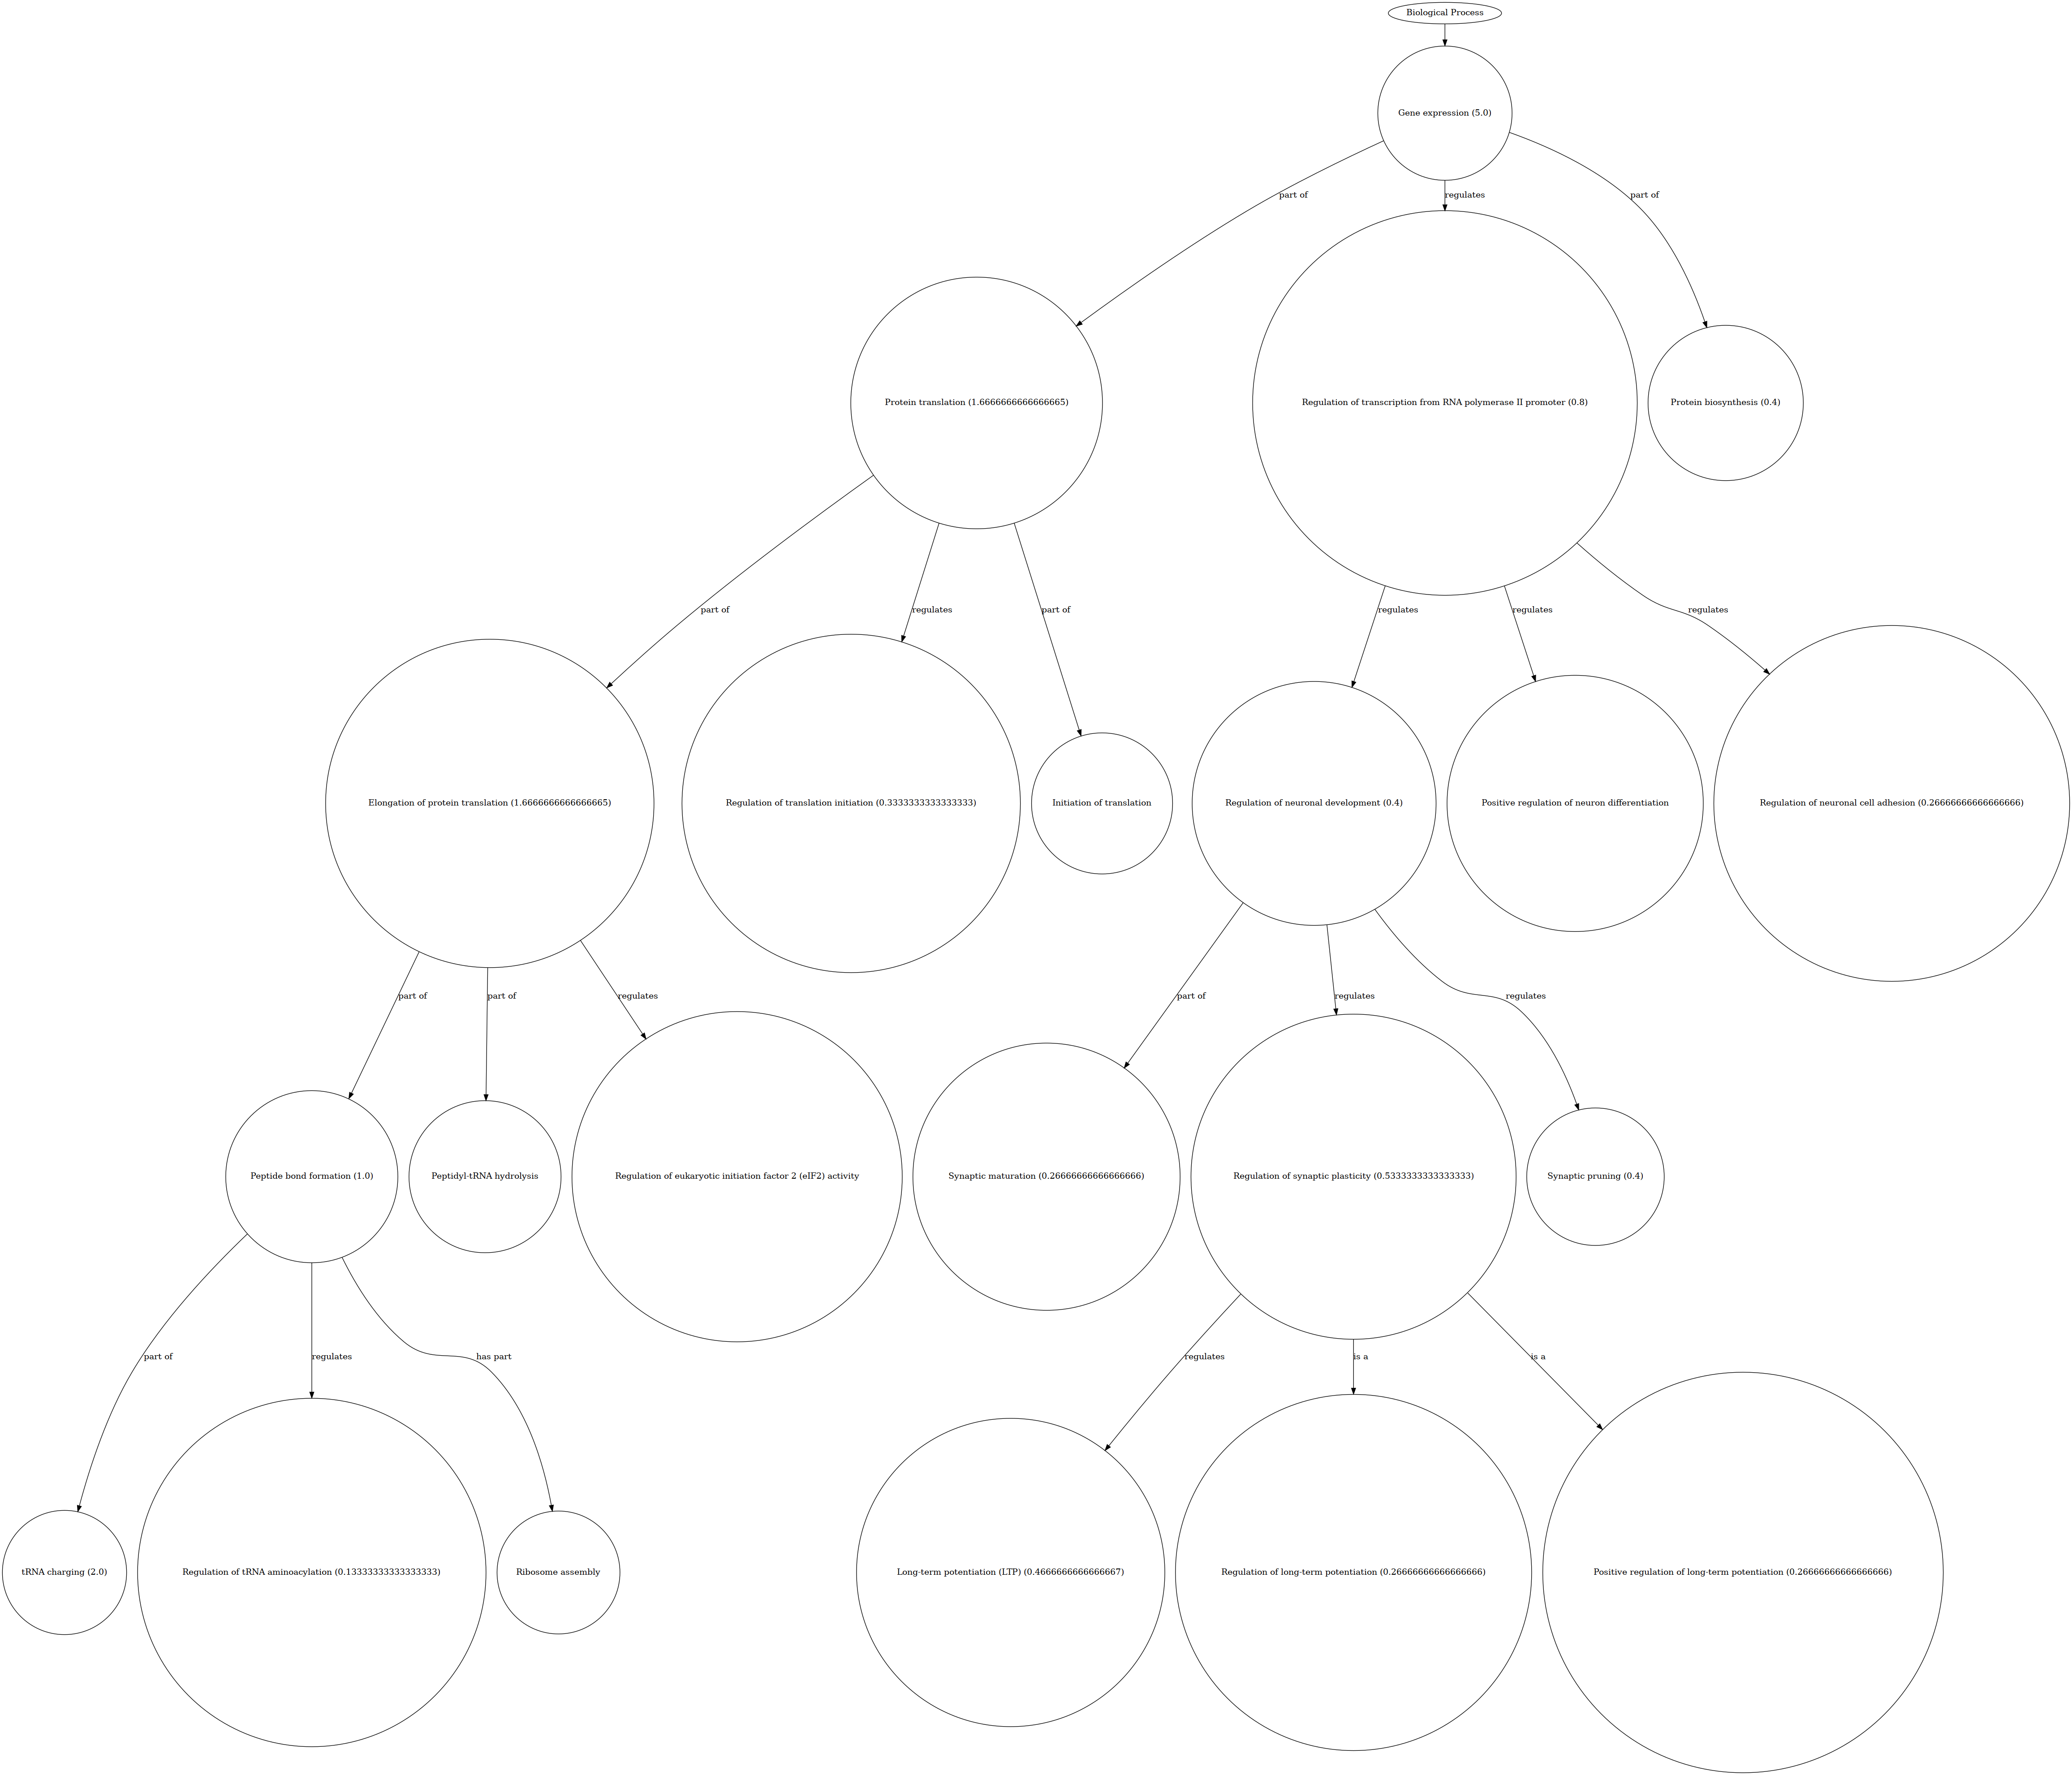 Biological Process
Gene expression (5.0)
part of
regulates
part of
Protein translation (1.6666666666666665)
Regulation of transcription from RNA polymerase II promoter (0.8)
Protein biosynthesis (0.4)
part of
regulates
part of
regulates
regulates
regulates
Elongation of protein translation (1.6666666666666665)
Regulation of translation initiation (0.3333333333333333)
Initiation of translation
Regulation of neuronal development (0.4)
Positive regulation of neuron differentiation
Regulation of neuronal cell adhesion (0.26666666666666666)
part of
part of
regulates
part of
regulates
regulates
Peptide bond formation (1.0)
Peptidyl-tRNA hydrolysis
Regulation of eukaryotic initiation factor 2 (eIF2) activity
Synaptic maturation (0.26666666666666666)
Regulation of synaptic plasticity (0.5333333333333333)
Synaptic pruning (0.4)
part of
regulates
has part
regulates
is a
is a
tRNA charging (2.0)
Regulation of tRNA aminoacylation (0.13333333333333333)
Ribosome assembly
Long-term potentiation (LTP) (0.4666666666666667)
Regulation of long-term potentiation (0.26666666666666666)
Positive regulation of long-term potentiation (0.26666666666666666)